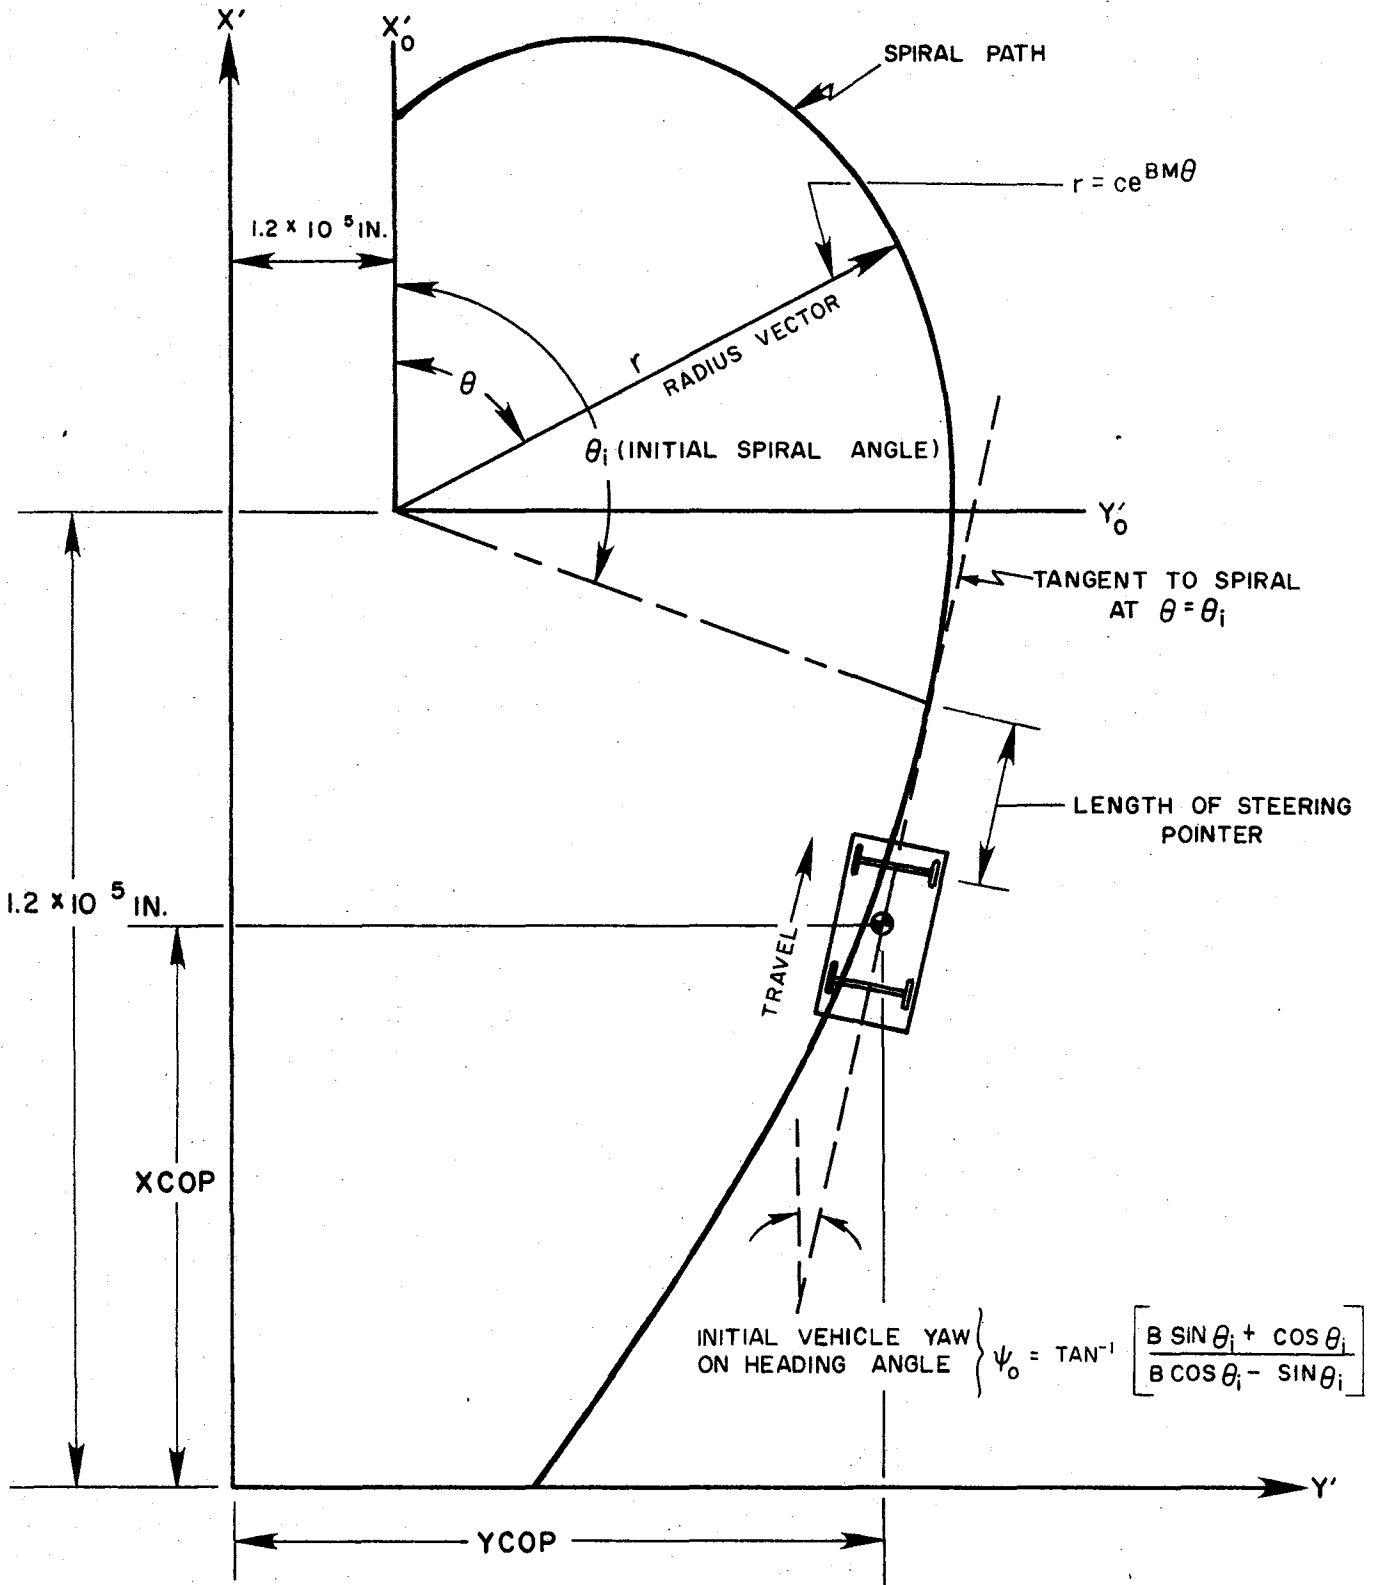 X'
X'₀
SPIRAL PATH
r = ce^BMθ
1.2 × 10 ⁵ IN.
r
RADIUS VECTOR
θ
θi (INITIAL SPIRAL ANGLE)
Y'₀
TANGENT TO SPIRAL
AT θ = θi
LENGTH OF STEERING
POINTER
1.2 × 10 ⁵ IN.
TRAVEL
XCOP
INITIAL VEHICLE YAW
ON HEADING ANGLE
ψ₀ = TAN⁻¹ [B SIN θi + COS θi / B COS θi − SIN θi]
Y'
YCOP